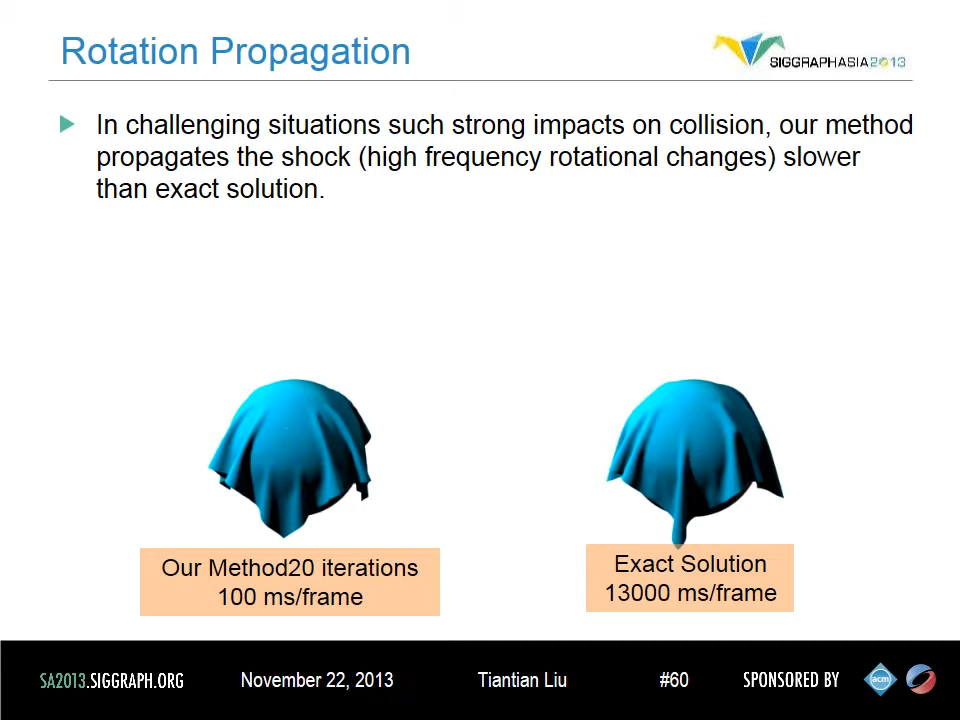 Rotation Propagation
SIGGRAPHASIA2013
In challenging situations such strong impacts on collision, our method
propagates the shock (high frequency rotational changes) slower
than exact solution.
Our Method20 iterations
100 ms/frame
Exact Solution
13000 ms/frame
SA2013.SIGGRAPH.ORG
November 22, 2013
Tiantian Liu
#60
SPONSORED BY
acm